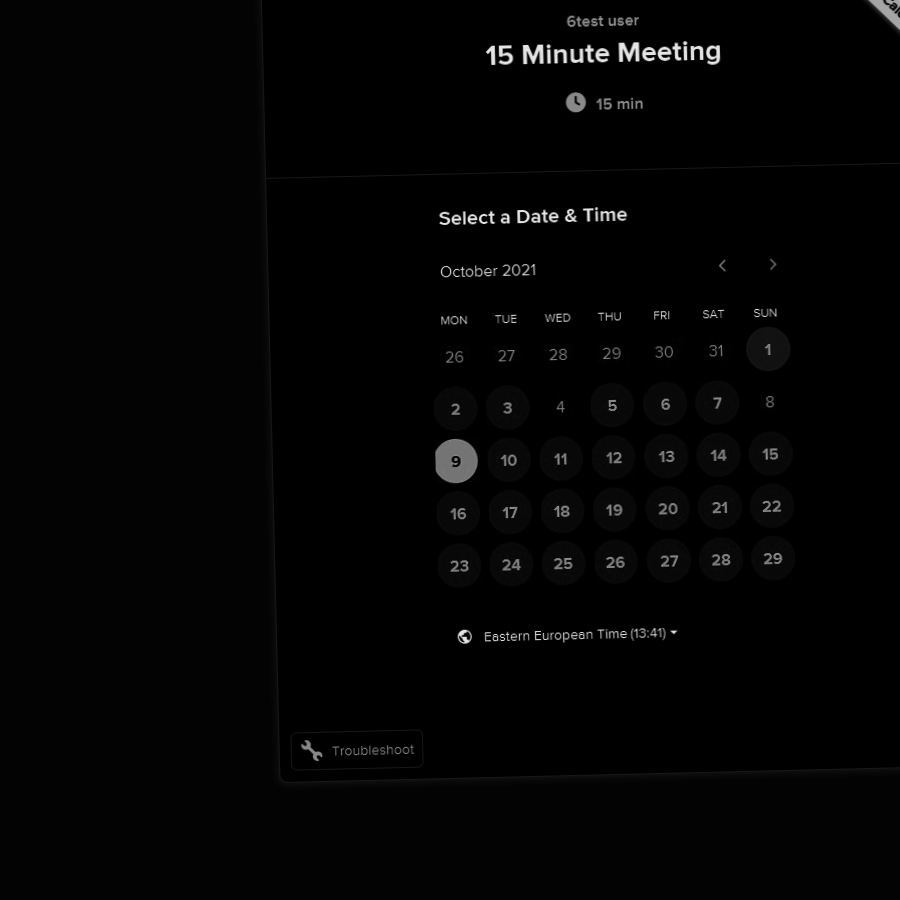 6test user
15 Minute Meeting
15 min
Select a Date & Time
October 2021
MON TUE WED THU FRI SAT SUN
26 27 28 29 30 31 1
2 3 4 5 6 7 8
9 10 11 12 13 14 15
16 17 18 19 20 21 22
23 24 25 26 27 28 29
Eastern European Time (13:41)
Troubleshoot